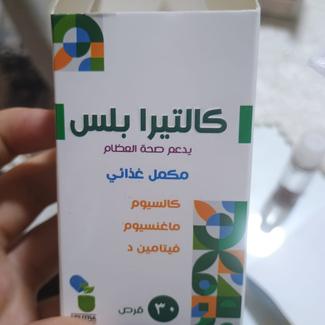 كالتيرا بلس
يدعم صحة العظام
مكمل غذائي
كالسيوم
ماغنسيوم
فيتامين د
٣٠ قرص